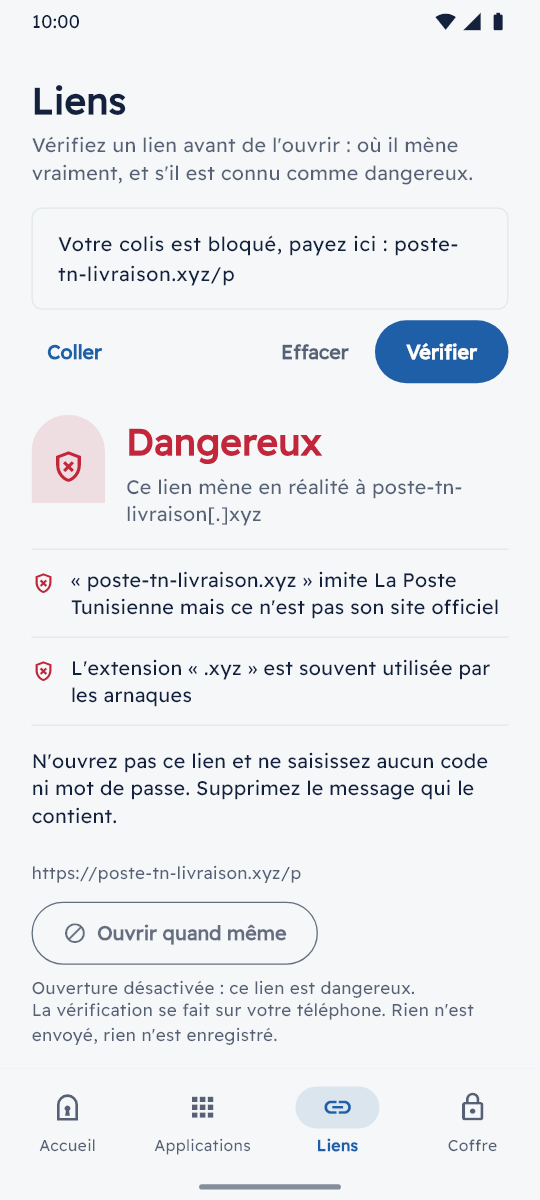 10:00
Liens
Vérifiez un lien avant de l'ouvrir : où il mène
vraiment, et s'il est connu comme dangereux.
Votre colis est bloqué, payez ici : poste-
tn-livraison.xyz/p
Coller
Effacer
Vérifier
Dangereux
Ce lien mène en réalité à poste-tn-
livraison[.]xyz
« poste-tn-livraison.xyz » imite La Poste
Tunisienne mais ce n'est pas son site officiel
L'extension « .xyz » est souvent utilisée par
les arnaques
N'ouvrez pas ce lien et ne saisissez aucun code
ni mot de passe. Supprimez le message qui le
contient.
https://poste-tn-livraison.xyz/p
Ouvrir quand même
Ouverture désactivée : ce lien est dangereux.
La vérification se fait sur votre téléphone. Rien n'est
envoyé, rien n'est enregistré.
Accueil
Applications
Liens
Coffre